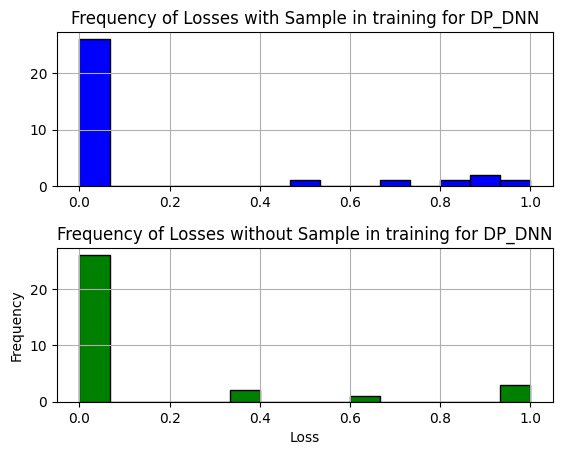 Frequency of Losses with Sample in training for DP_DNN
20
10
0
0.0 0.2 0.4 0.6 0.8 1.0
Frequency of Losses without Sample in training for DP_DNN
Frequency
20
10
0
0.0 0.2 0.4 0.6 0.8 1.0
Loss